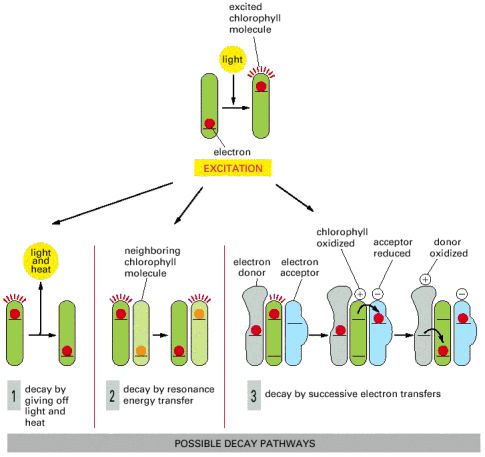 excited
chlorophyll
molecule
light
electron
EXCITATION
light
and
heat
1
decay by
giving off
light and
heat
neighboring
chlorophyll
molecule
2
decay by resonance
energy transfer
electron
donor
electron
acceptor
chlorophyll
oxidized
acceptor
reduced
donor
oxidized
+
−
+
−
3
decay by successive electron transfers
POSSIBLE DECAY PATHWAYS